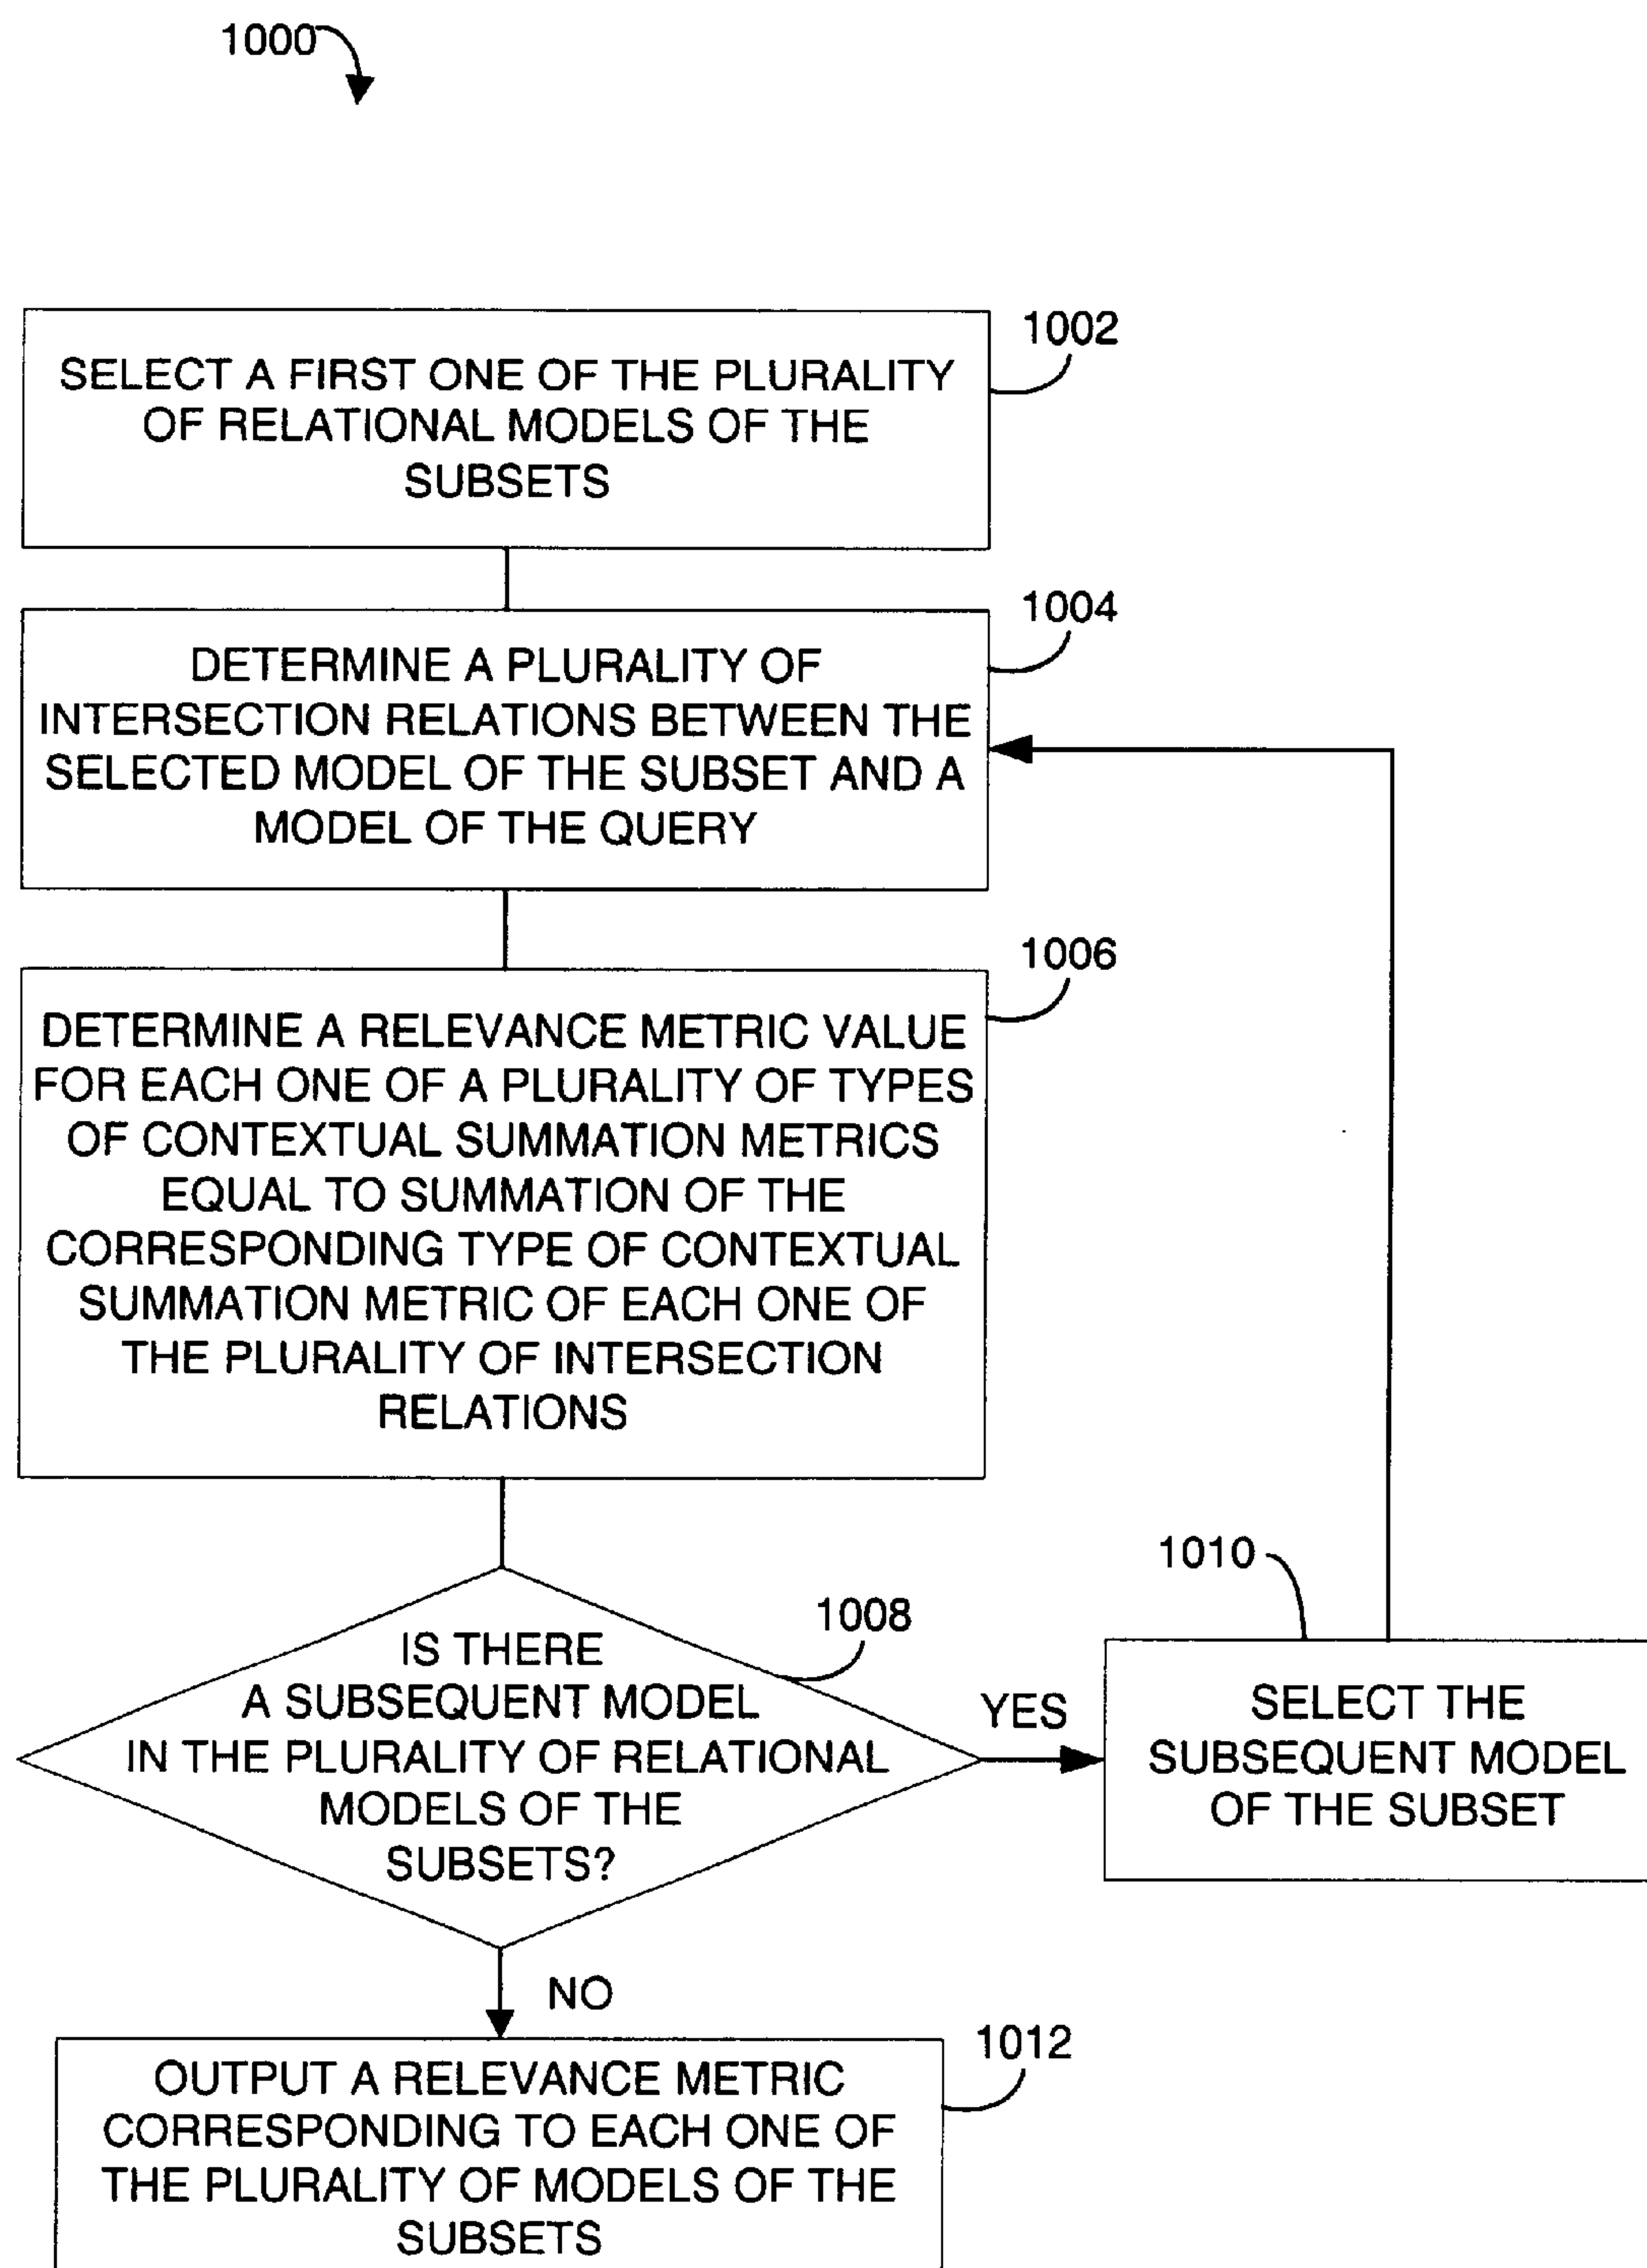 1000
1002
SELECT A FIRST ONE OF THE PLURALITY
OF RELATIONAL MODELS OF THE
SUBSETS
1004
DETERMINE A PLURALITY OF
INTERSECTION RELATIONS BETWEEN THE
SELECTED MODEL OF THE SUBSET AND A
MODEL OF THE QUERY
1006
DETERMINE A RELEVANCE METRIC VALUE
FOR EACH ONE OF A PLURALITY OF TYPES
OF CONTEXTUAL SUMMATION METRICS
EQUAL TO SUMMATION OF THE
CORRESPONDING TYPE OF CONTEXTUAL
SUMMATION METRIC OF EACH ONE OF
THE PLURALITY OF INTERSECTION
RELATIONS
1008
IS THERE
A SUBSEQUENT MODEL
IN THE PLURALITY OF RELATIONAL
MODELS OF THE
SUBSETS?
YES
1010
SELECT THE
SUBSEQUENT MODEL
OF THE SUBSET
NO
1012
OUTPUT A RELEVANCE METRIC
CORRESPONDING TO EACH ONE OF
THE PLURALITY OF MODELS OF THE
SUBSETS